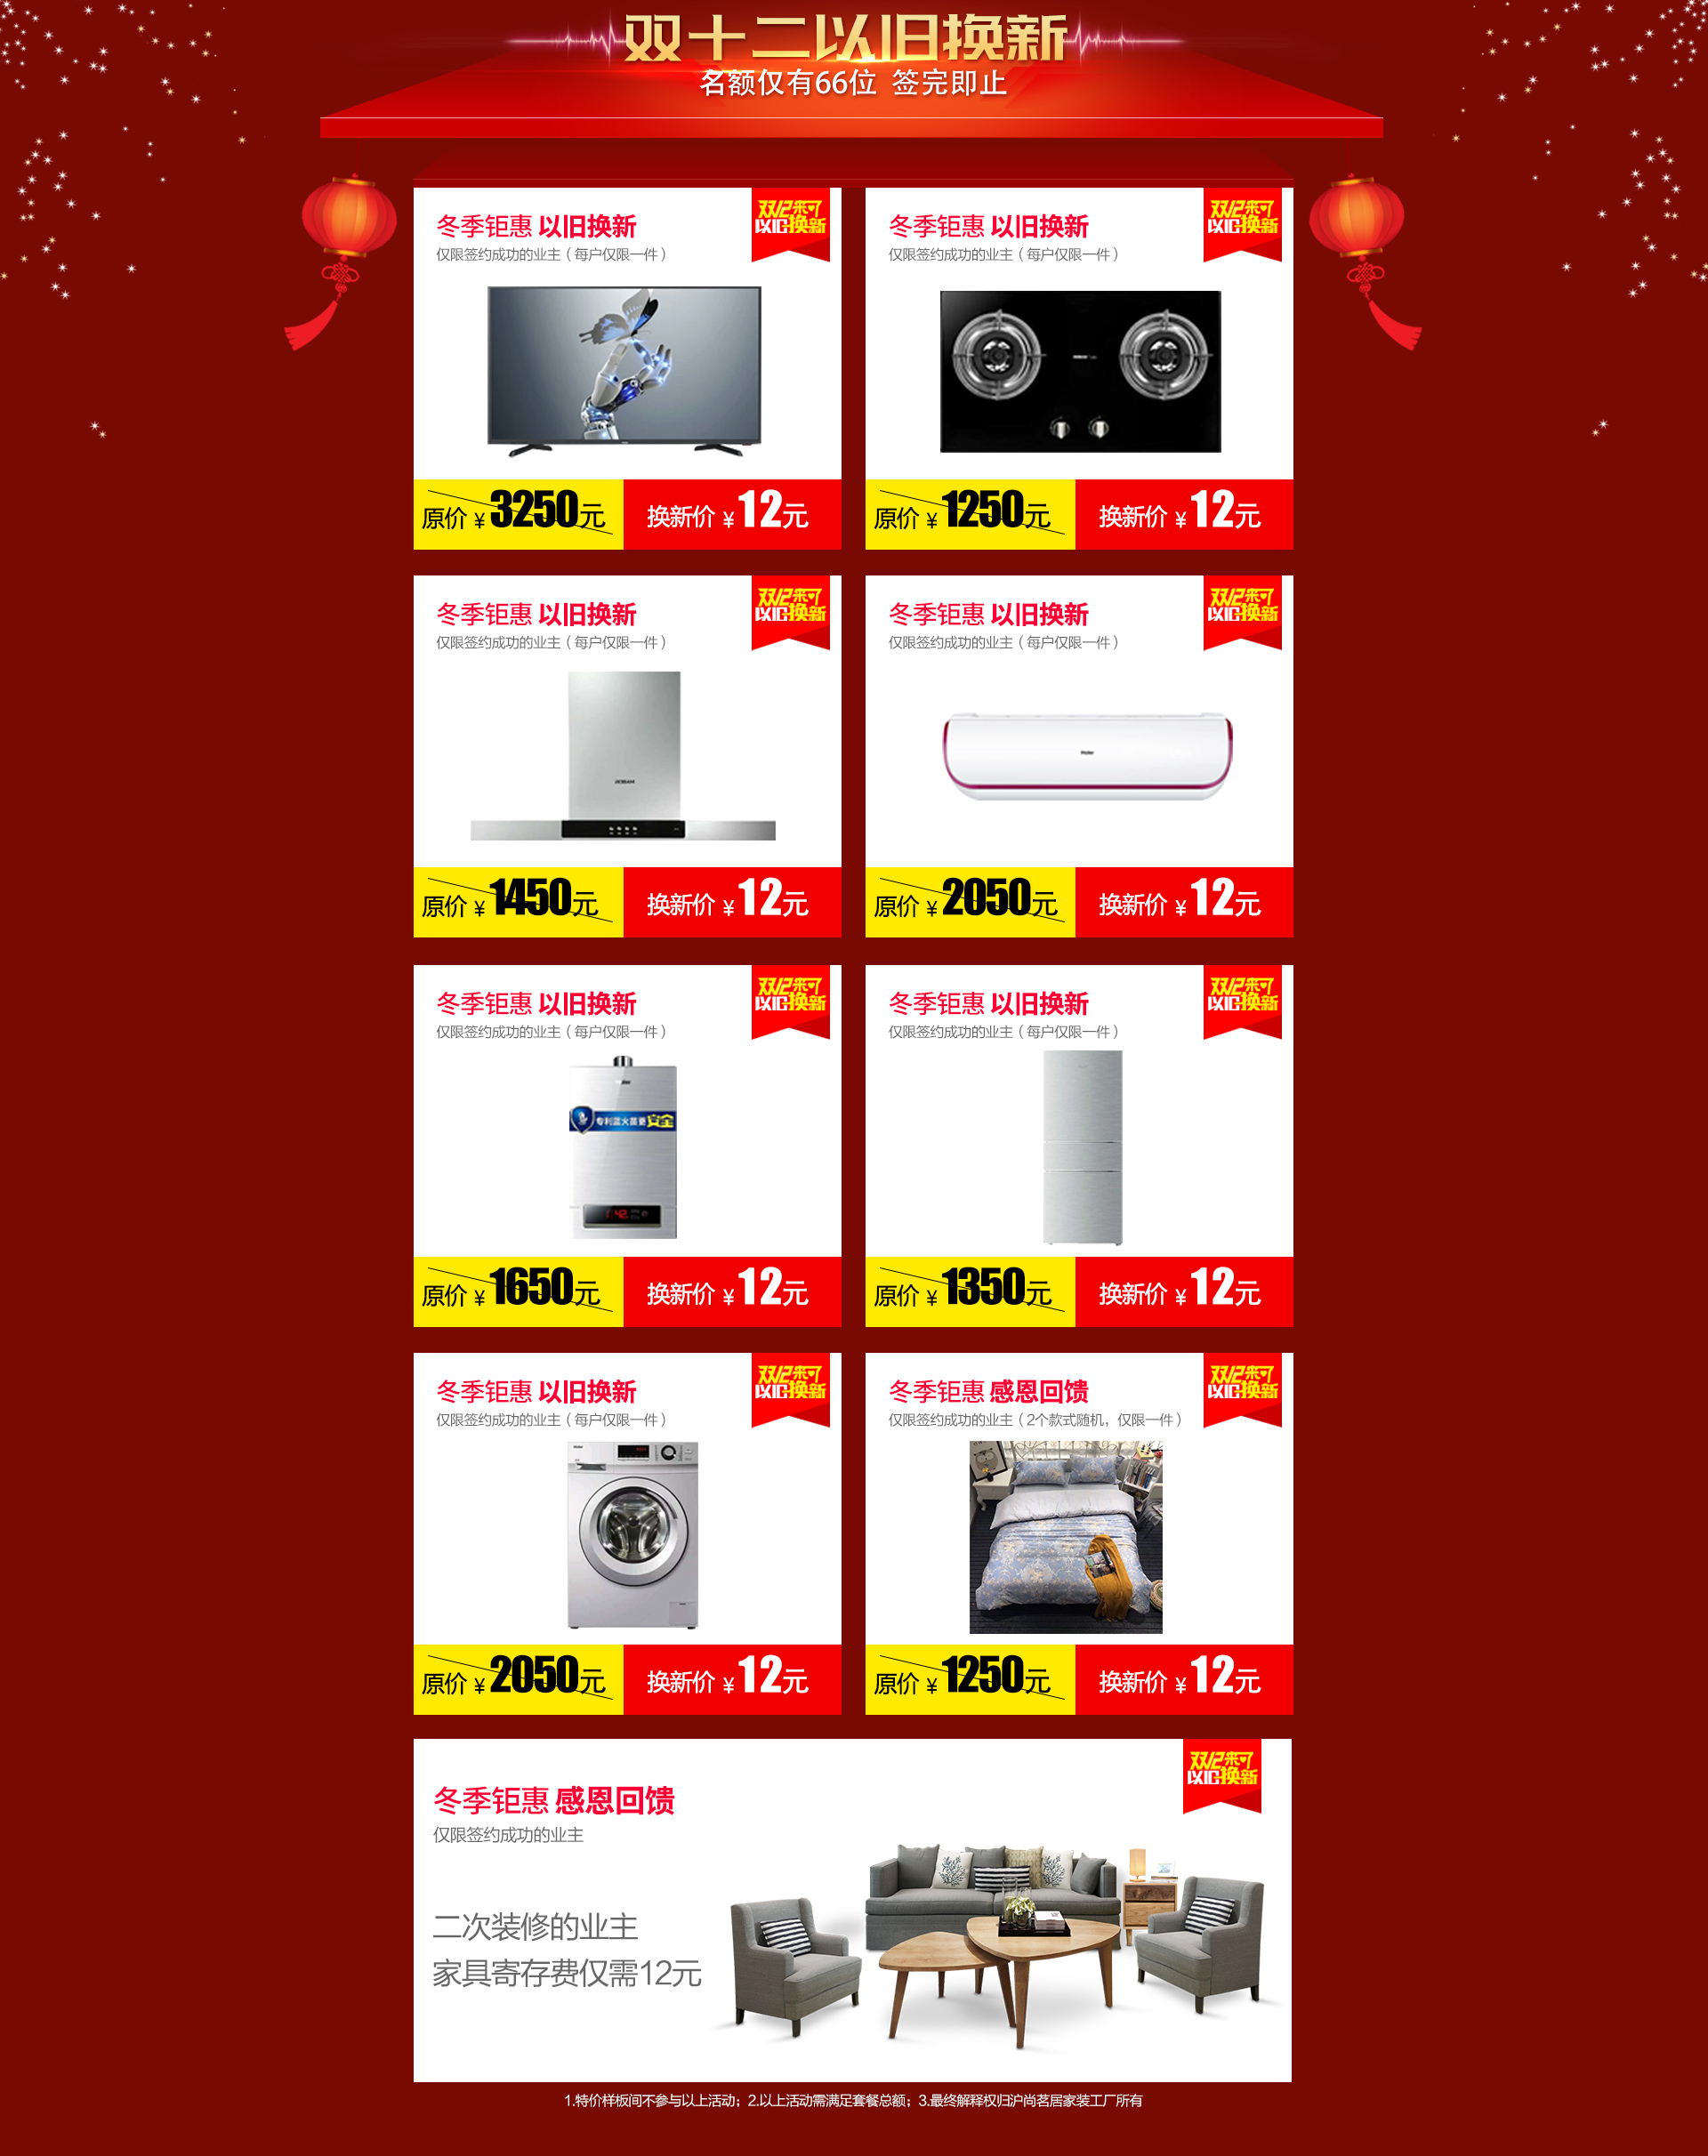 双十二以旧换新
名额仅有66位 签完即止
冬季钜惠 以旧换新
仅限签约成功的业主（每户仅限一件）
双12来了
以旧换新
原价 ¥ 3250元
换新价 ¥ 12元
冬季钜惠 以旧换新
仅限签约成功的业主（每户仅限一件）
双12来了
以旧换新
原价 ¥ 1250元
换新价 ¥ 12元
冬季钜惠 以旧换新
仅限签约成功的业主（每户仅限一件）
双12来了
以旧换新
ROBAM
原价 ¥ 1450元
换新价 ¥ 12元
冬季钜惠 以旧换新
仅限签约成功的业主（每户仅限一件）
双12来了
以旧换新
Haier
原价 ¥ 2050元
换新价 ¥ 12元
冬季钜惠 以旧换新
仅限签约成功的业主（每户仅限一件）
双12来了
以旧换新
专利蓝火苗更安全
原价 ¥ 1650元
换新价 ¥ 12元
冬季钜惠 以旧换新
仅限签约成功的业主（每户仅限一件）
双12来了
以旧换新
原价 ¥ 1350元
换新价 ¥ 12元
冬季钜惠 以旧换新
仅限签约成功的业主（每户仅限一件）
双12来了
以旧换新
Haier
原价 ¥ 2050元
换新价 ¥ 12元
冬季钜惠 感恩回馈
仅限签约成功的业主（2个款式随机，仅限一件）
双12来了
以旧换新
原价 ¥ 1250元
换新价 ¥ 12元
冬季钜惠 感恩回馈
仅限签约成功的业主
双12来了
以旧换新
二次装修的业主
家具寄存费仅需12元
1.特价样板间不参与以上活动；2.以上活动需满足套餐总额；3.最终解释权归沪尚茗居家装工厂所有